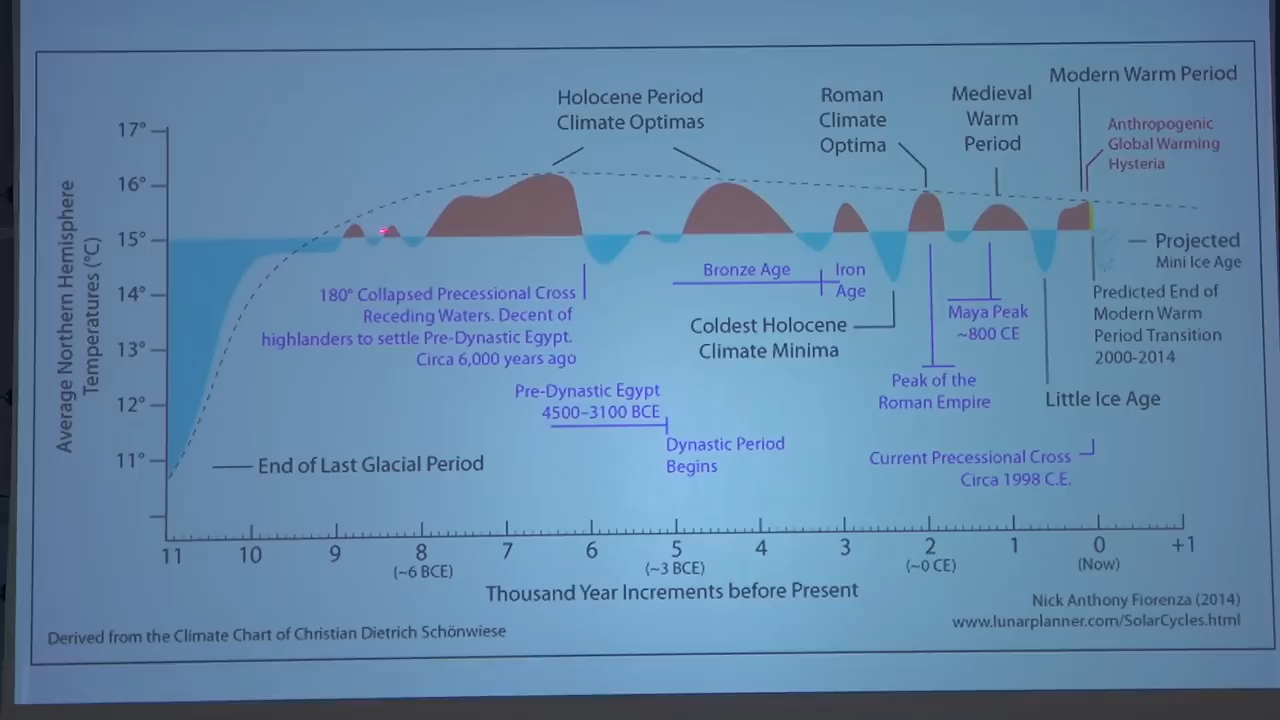 Modern Warm Period
Holocene Period
Climate Optimas
Roman
Climate
Optima
Medieval
Warm
Period
Anthropogenic
Global Warming
Hysteria
Average Northern Hemisphere
Temperatures (°C)
17°
16°
15°
14°
13°
12°
11°
Projected
Mini Ice Age
180° Collapsed Precessional Cross
Receding Waters. Decent of
highlanders to settle Pre-Dynastic Egypt.
Circa 6,000 years ago
Bronze Age
Iron
Age
Coldest Holocene
Climate Minima
Maya Peak
~800 CE
Predicted End of
Modern Warm
Period Transition
2000-2014
Peak of the
Roman Empire
Little Ice Age
Pre-Dynastic Egypt
4500–3100 BCE
Dynastic Period
Begins
Current Precessional Cross
Circa 1998 C.E.
End of Last Glacial Period
11 10 9 8 7 6 5 4 3 2 1 0 +1
(~6 BCE) (~3 BCE) (~0 CE) (Now)
Thousand Year Increments before Present
Nick Anthony Fiorenza (2014)
www.lunarplanner.com/SolarCycles.html
Derived from the Climate Chart of Christian Dietrich Schönwiese